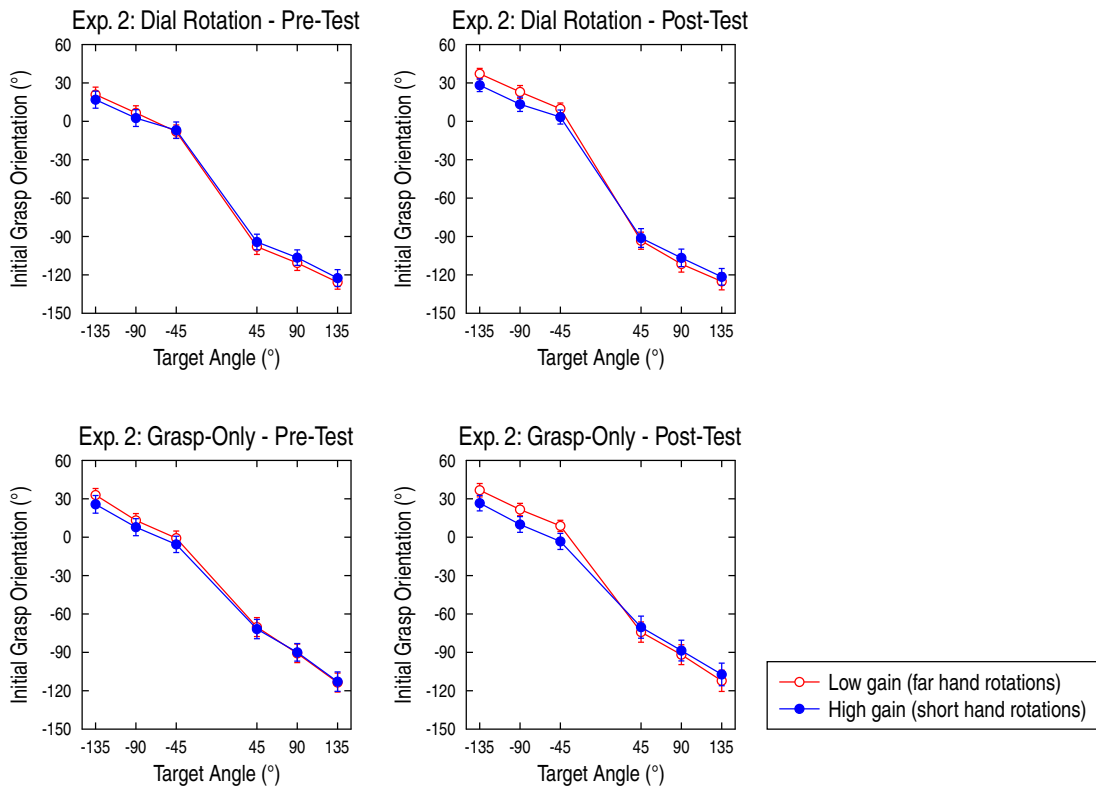 Exp. 2: Dial Rotation - Pre-Test
60
30
0
-30
-60
-90
-120
-150
Initial Grasp Orientation (°)
-135 -90 -45 45 90 135
Target Angle (°)
Exp. 2: Dial Rotation - Post-Test
60
30
0
-30
-60
-90
-120
-150
Initial Grasp Orientation (°)
-135 -90 -45 45 90 135
Target Angle (°)
Exp. 2: Grasp-Only - Pre-Test
60
30
0
-30
-60
-90
-120
-150
Initial Grasp Orientation (°)
-135 -90 -45 45 90 135
Target Angle (°)
Exp. 2: Grasp-Only - Post-Test
60
30
0
-30
-60
-90
-120
-150
Initial Grasp Orientation (°)
-135 -90 -45 45 90 135
Target Angle (°)
Low gain (far hand rotations)
High gain (short hand rotations)